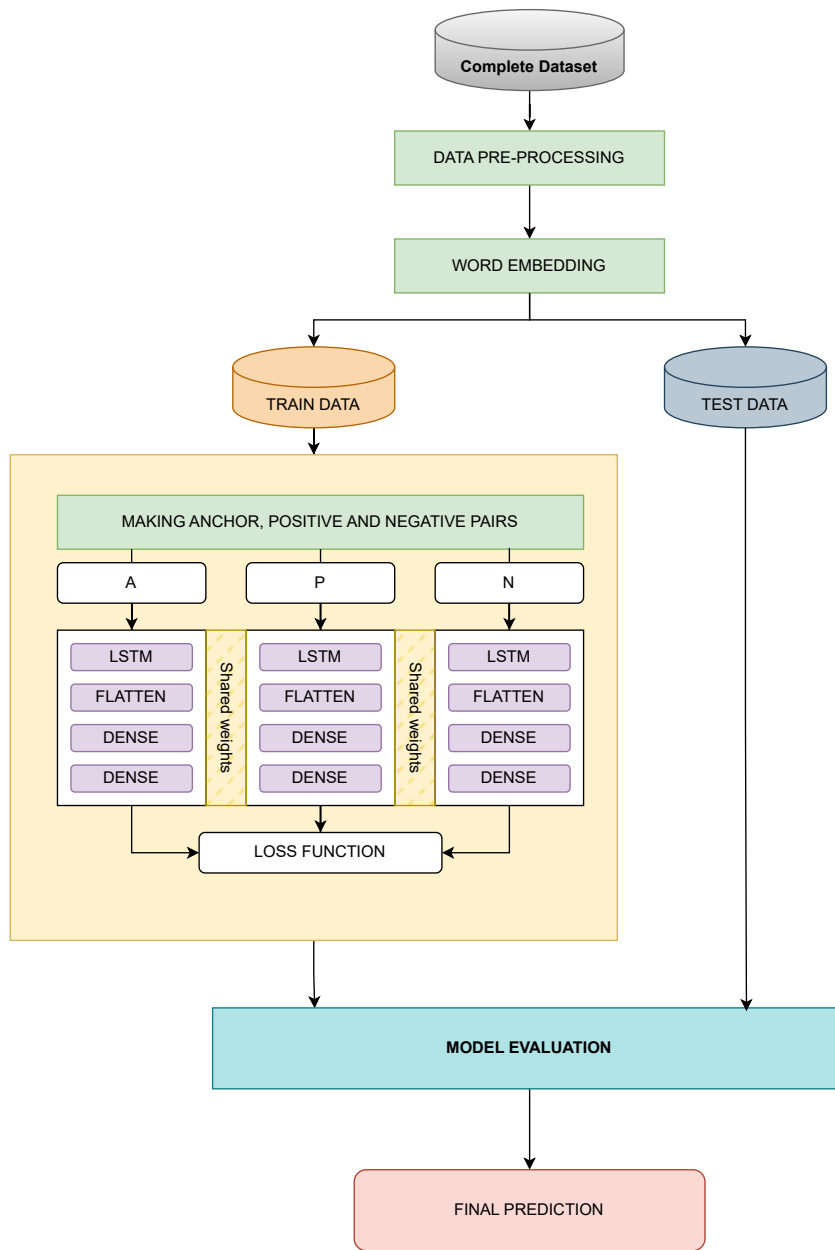 Complete Dataset
DATA PRE-PROCESSING
WORD EMBEDDING
TRAIN DATA
TEST DATA
MAKING ANCHOR, POSITIVE AND NEGATIVE PAIRS
A
P
N
LSTM
FLATTEN
DENSE
DENSE
Shared weights
LSTM
FLATTEN
DENSE
DENSE
Shared weights
LSTM
FLATTEN
DENSE
DENSE
LOSS FUNCTION
MODEL EVALUATION
FINAL PREDICTION